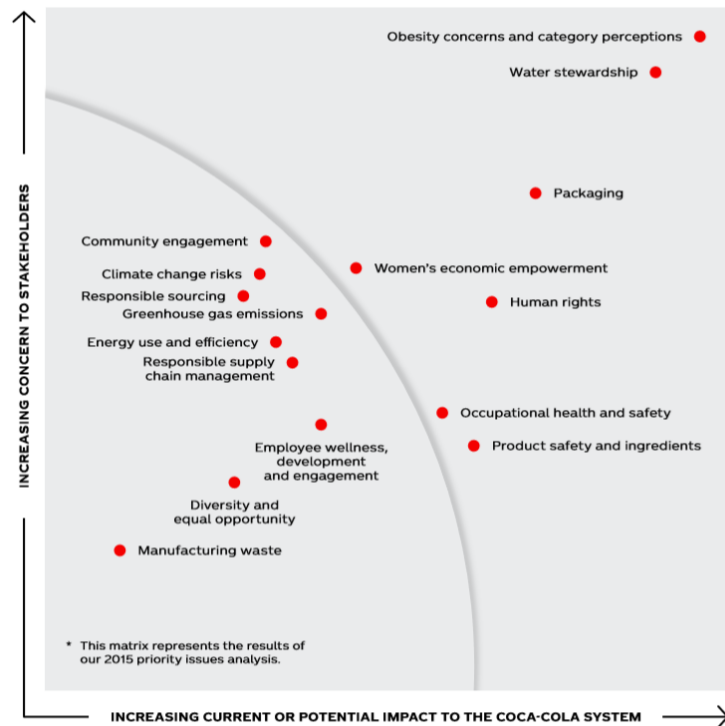 Obesity concerns and category perceptions
Water stewardship
Packaging
Community engagement
Women's economic empowerment
Climate change risks
Responsible sourcing
Human rights
Greenhouse gas emissions
Energy use and efficiency
Responsible supply
chain management
Occupational health and safety
Product safety and ingredients
Employee wellness,
development
and engagement
Diversity and
equal opportunity
Manufacturing waste
* This matrix represents the results of
our 2015 priority issues analysis.
INCREASING CONCERN TO STAKEHOLDERS
INCREASING CURRENT OR POTENTIAL IMPACT TO THE COCA-COLA SYSTEM